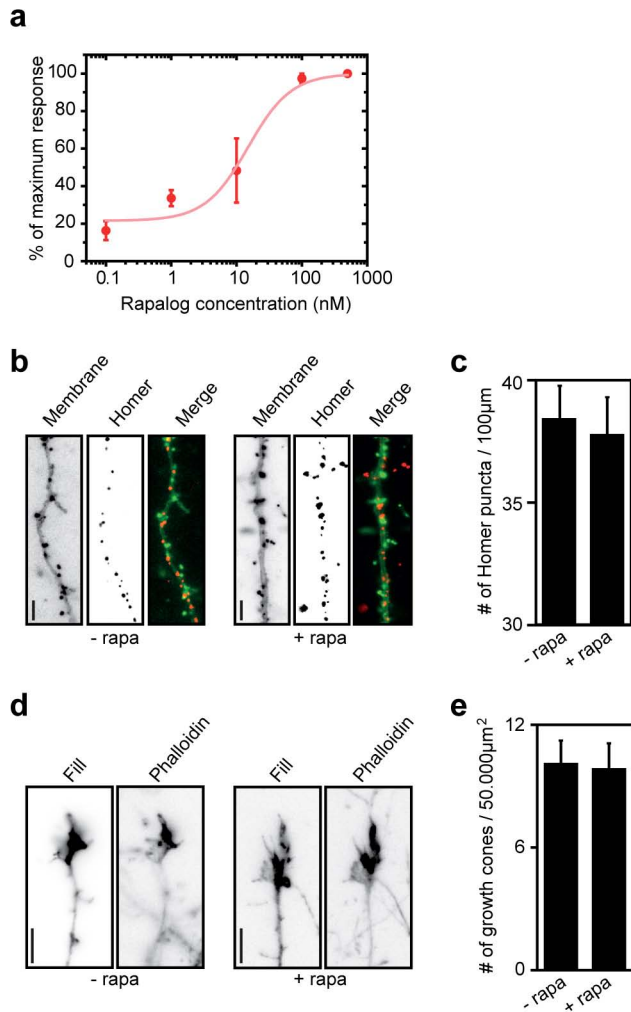 a
% of maximum response
100
80
60
40
20
0
0.1 1 10 100 1000
Rapalog concentration (nM)
b
Membrane Homer Merge Membrane Homer Merge
- rapa + rapa
c
# of Homer puncta / 100μm
40
35
30
- rapa + rapa
d
Fill Phalloidin Fill Phalloidin
- rapa + rapa
e
# of growth cones / 50.000μm²
12
6
0
- rapa + rapa